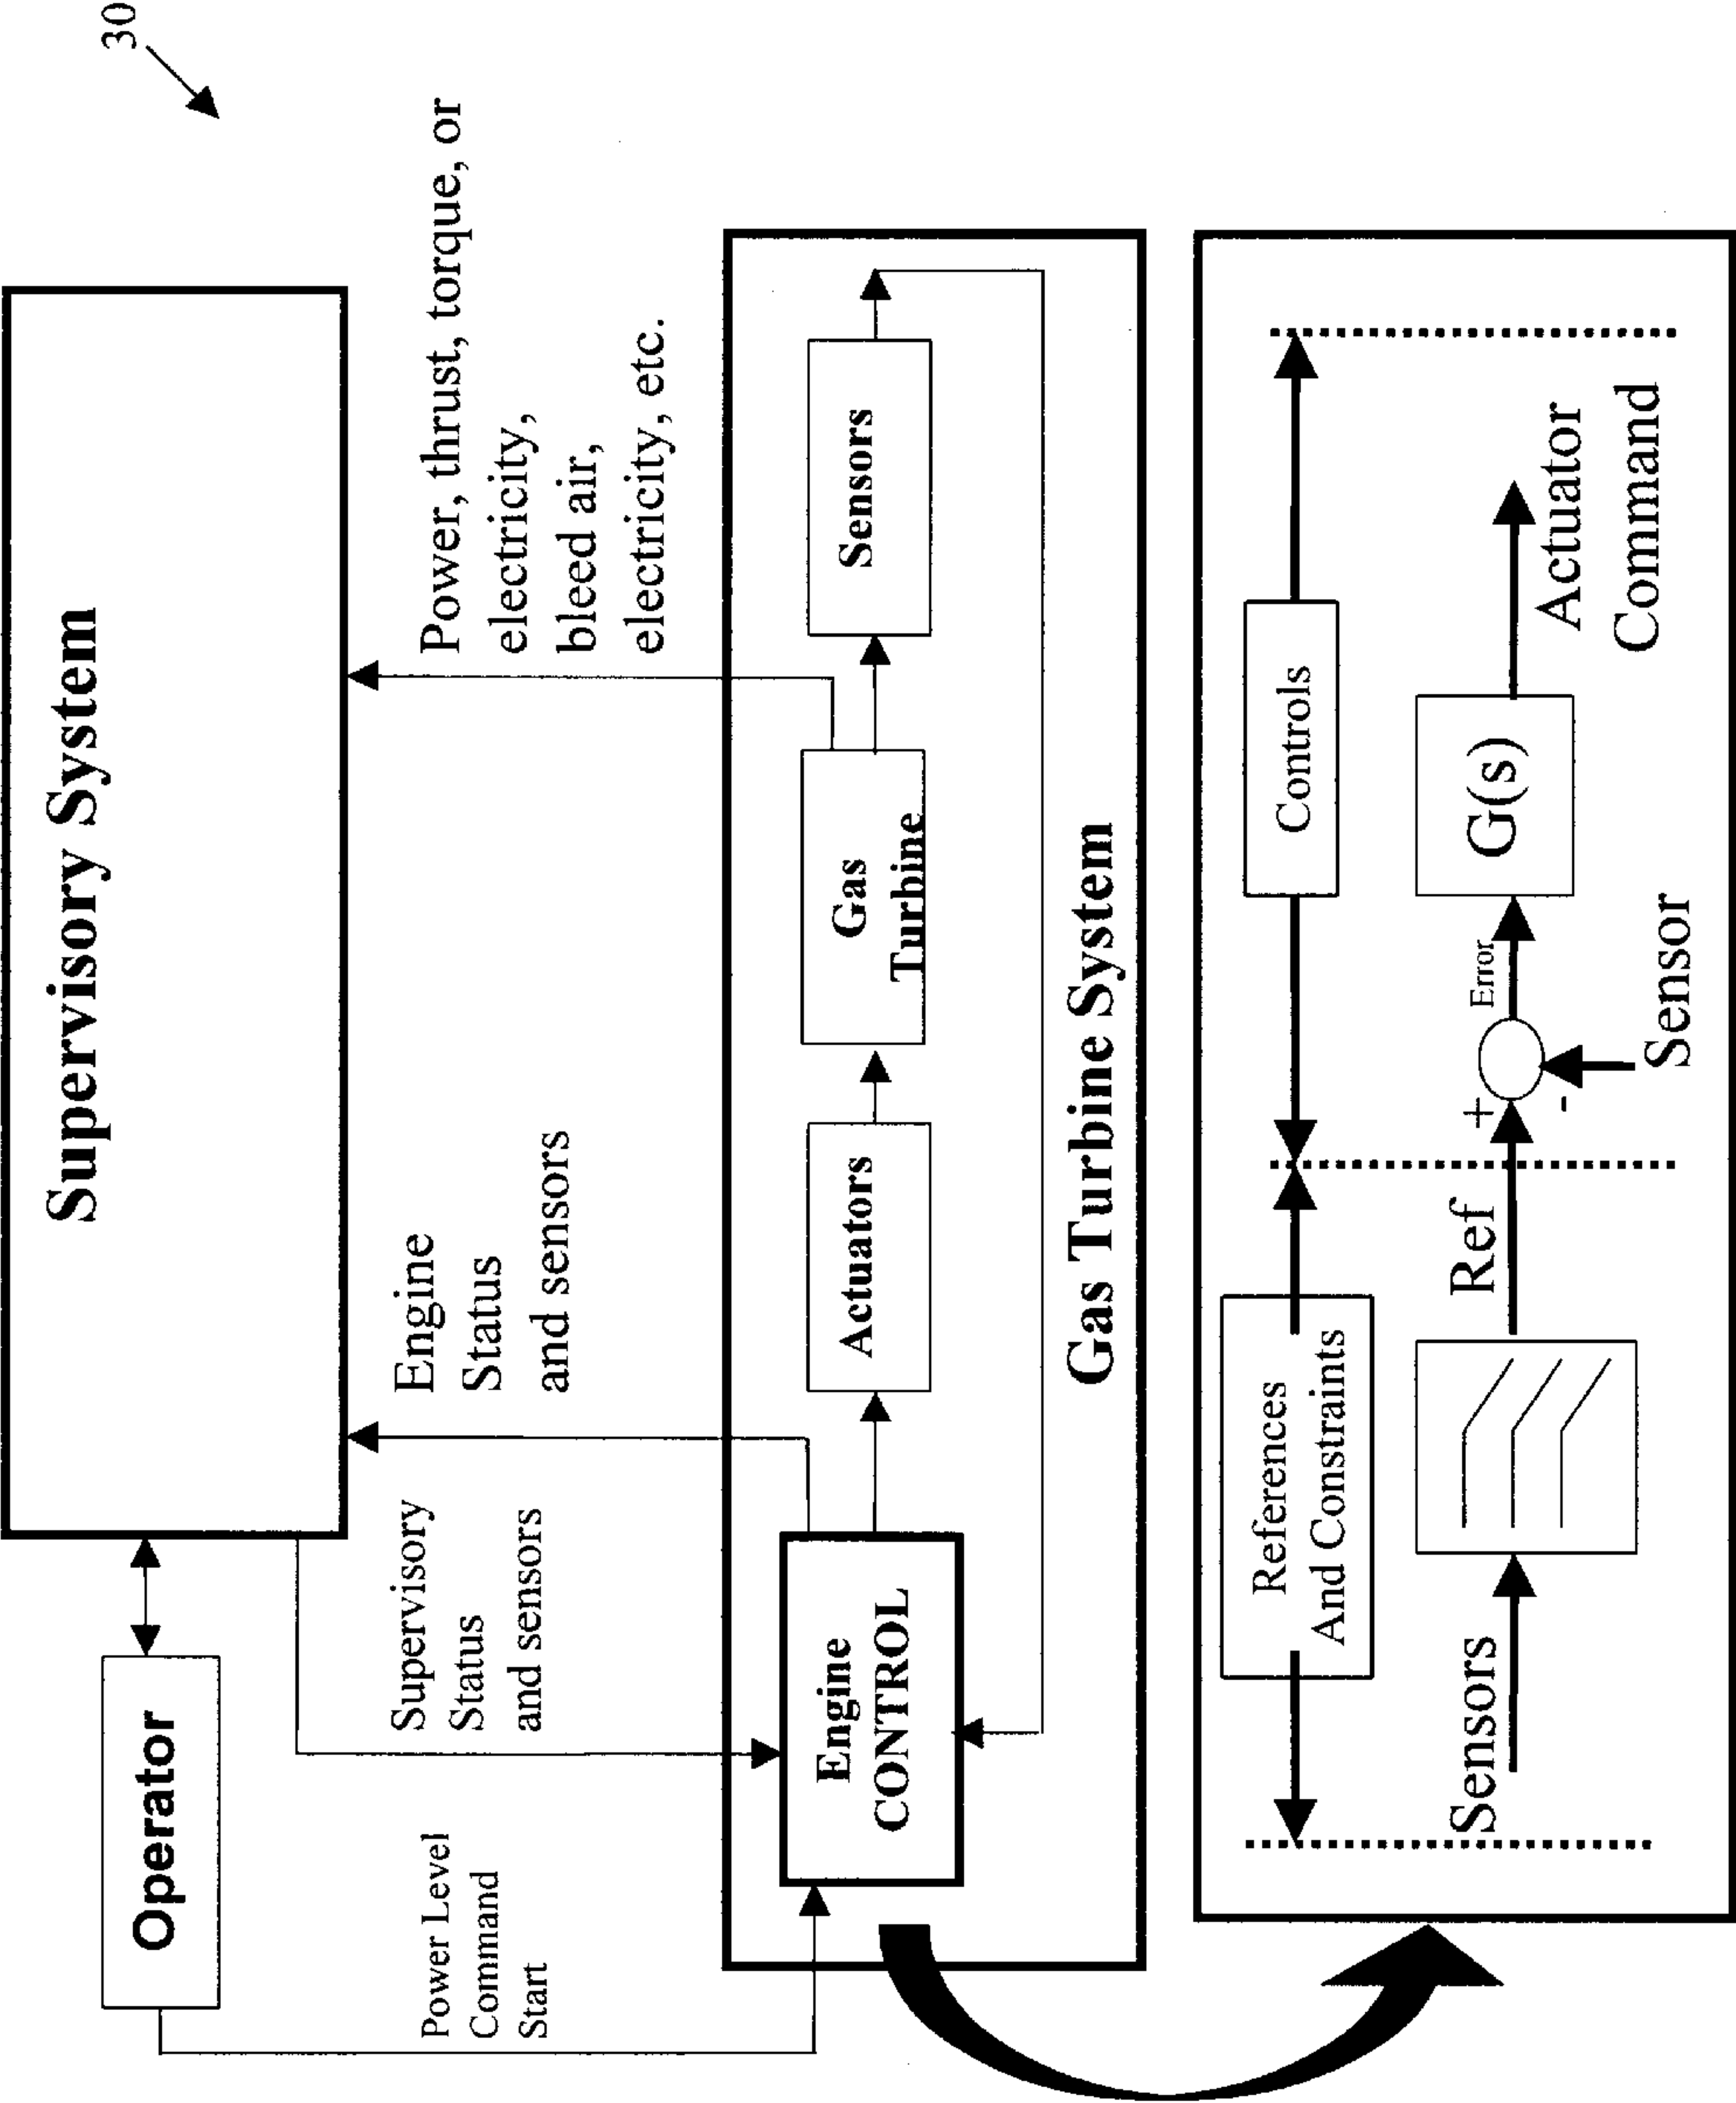 30
Supervisory System
Operator
Power Level
Command
Start
Supervisory
Status
and sensors
Engine
Status
and sensors
Power, thrust, torque, or
electricity,
bleed air,
electricity, etc.
Engine
CONTROL
Actuators
Gas
Turbine
Sensors
Gas Turbine System
References
And Constraints
Controls
Sensors
Ref
+
-
Error
Sensor
G(s)
Actuator
Command